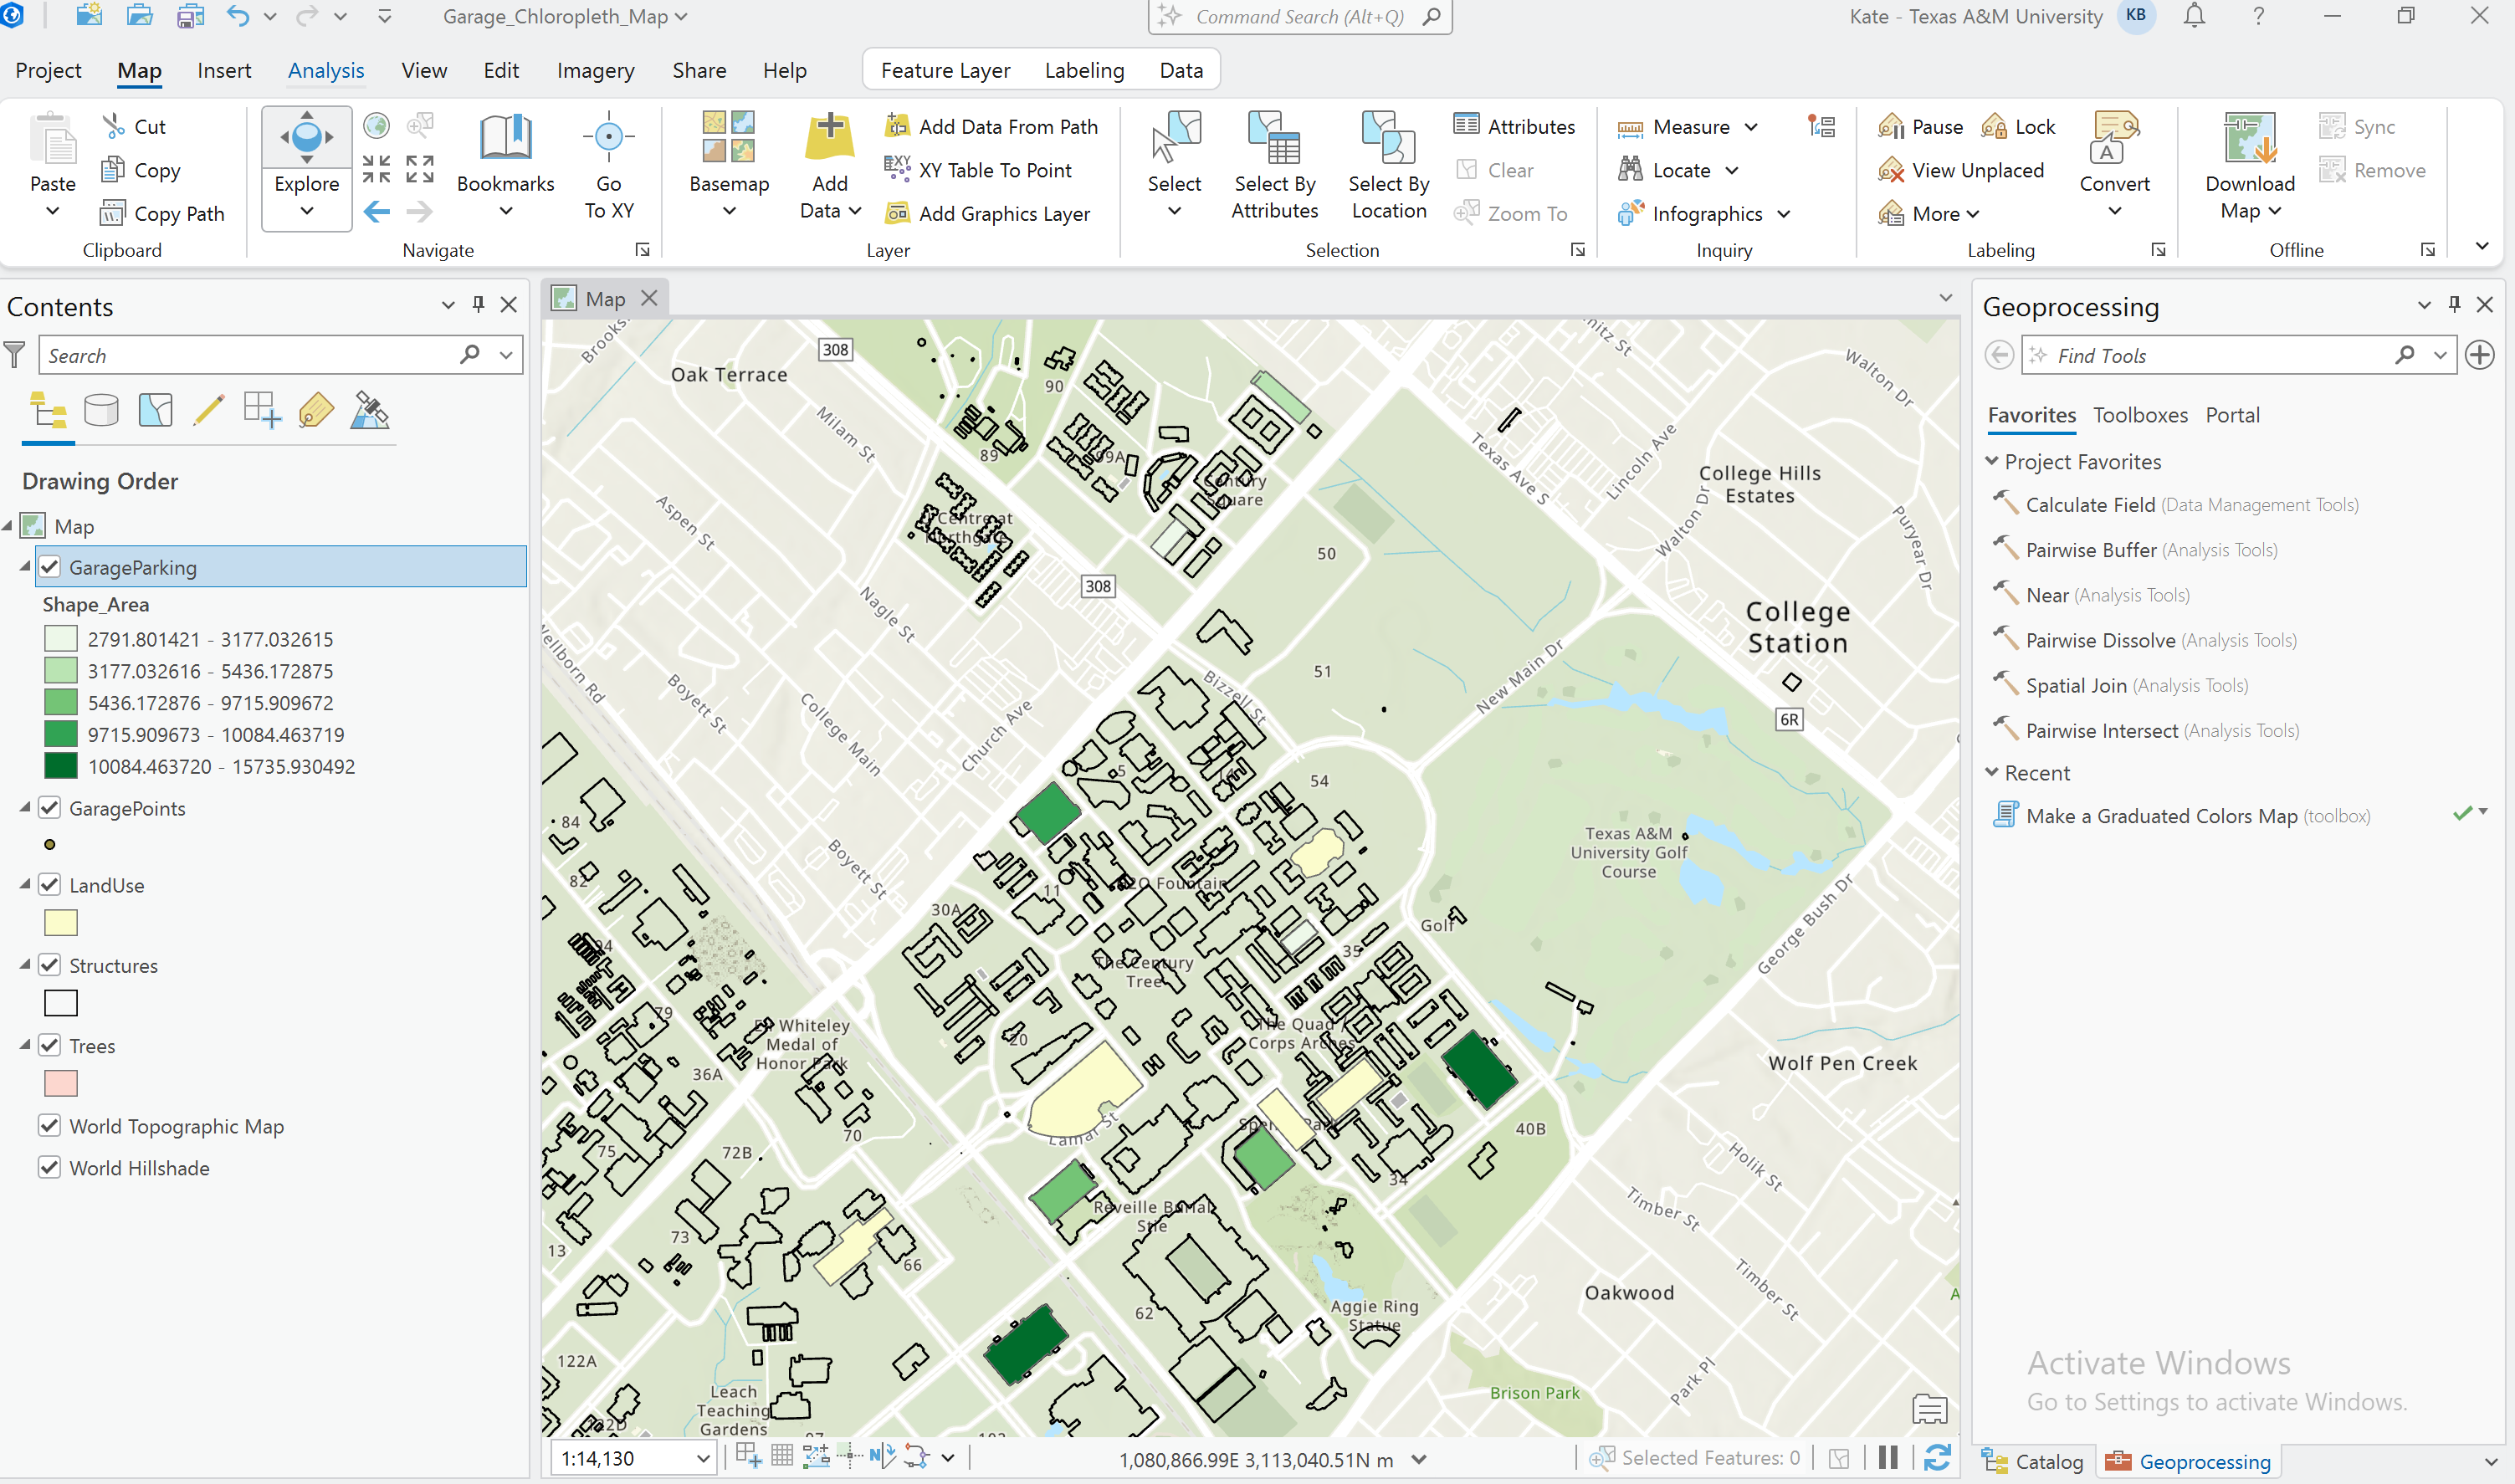 Garage_Chloropleth_Map
Command Search (Alt+Q)
Kate - Texas A&M University
KB
?
Project
Map
Insert
Analysis
View
Edit
Imagery
Share
Help
Feature Layer
Labeling
Data
Paste
Cut
Copy
Copy Path
Clipboard
Explore
Bookmarks
Go
To XY
Navigate
Basemap
Add
Data
Add Data From Path
XY Table To Point
Add Graphics Layer
Layer
Select
Select By
Attributes
Select By
Location
Attributes
Clear
Zoom To
Selection
Measure
Locate
Infographics
Inquiry
Pause
Lock
View Unplaced
More
Convert
Labeling
Download
Map
Sync
Remove
Offline
Contents
Search
Drawing Order
Map
GarageParking
Shape_Area
2791.801421 - 3177.032615
3177.032616 - 5436.172875
5436.172876 - 9715.909672
9715.909673 - 10084.463719
10084.463720 - 15735.930492
GaragePoints
LandUse
Structures
Trees
World Topographic Map
World Hillshade
Map
308
Oak Terrace
90
Milam St
89
99A
Century
Square
Texas Ave S
Lincoln Ave
Walton Dr
College Hills
Estates
Walton Dr
Puryear Dr
Aspen St
Centre at
Northgate
50
308
Nagle St
College
Station
Wellborn Rd
Boyett St
51
Bizzell St
New Main Dr
6R
College Main
Church Ave
5
54
84
Boyett St
Texas A&M
University Golf
Course
82
11
H2O Fountain
30A
Golf
George Bush Dr
94
The Century
Tree
35
79
Eli Whiteley
Medal of
Honor Park
20
The Quad /
Corps Arches
36A
Wolf Pen Creek
Lamar St
70
40B
75
72B
34
Holik St
Reveille Burial
Stie
Timber St
73
13
66
Timber St
62
Aggie Ring
Statue
Oakwood
122A
Leach
Teaching
Gardens
Park Pl
Brison Park
122D
1:14,130
1,080,866.99E 3,113,040.51N m
Selected Features: 0
Geoprocessing
Find Tools
Favorites
Toolboxes
Portal
Project Favorites
Calculate Field (Data Management Tools)
Pairwise Buffer (Analysis Tools)
Near (Analysis Tools)
Pairwise Dissolve (Analysis Tools)
Spatial Join (Analysis Tools)
Pairwise Intersect (Analysis Tools)
Recent
Make a Graduated Colors Map (toolbox)
Activate Windows
Go to Settings to activate Windows.
Catalog
Geoprocessing